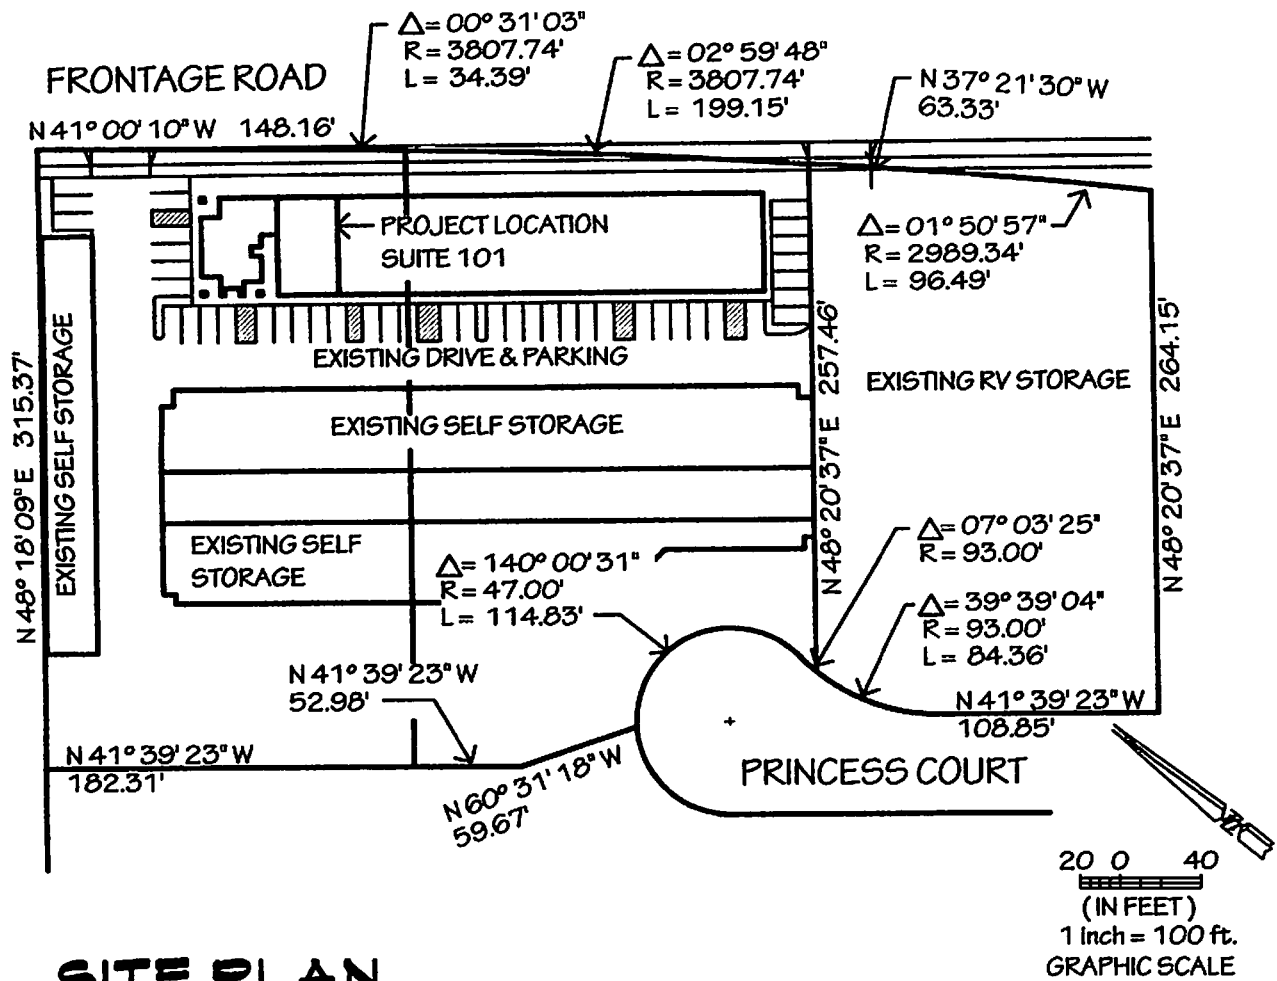 Δ= 00° 31' 03"
R = 3807.74'
L = 34.39'
Δ= 02° 59' 48"
R = 3807.74'
L = 199.15'
N 37° 21' 30" W
63.33'
FRONTAGE ROAD
N 41° 00' 10" W 148.16'
PROJECT LOCATION
SUITE 101
Δ= 01° 50' 57"
R = 2989.34'
L = 96.49'
EXISTING DRIVE & PARKING
EXISTING RV STORAGE
EXISTING SELF STORAGE
N 48° 18' 09" E 315.37'
EXISTING SELF STORAGE
N 48° 20' 37" E 257.46'
N 48° 20' 37" E 264.15'
EXISTING SELF
STORAGE
Δ= 140° 00' 31"
R = 47.00'
L = 114.83'
Δ= 07° 03' 25"
R = 93.00'
Δ= 39° 39' 04"
R = 93.00'
L = 84.36'
N 41° 39' 23" W
52.98'
N 41° 39' 23" W
108.85'
N 41° 39' 23" W
182.31'
N 60° 31' 18" W
59.67'
PRINCESS COURT
20 0 40
( IN FEET )
1 inch = 100 ft.
GRAPHIC SCALE
SITE PLAN